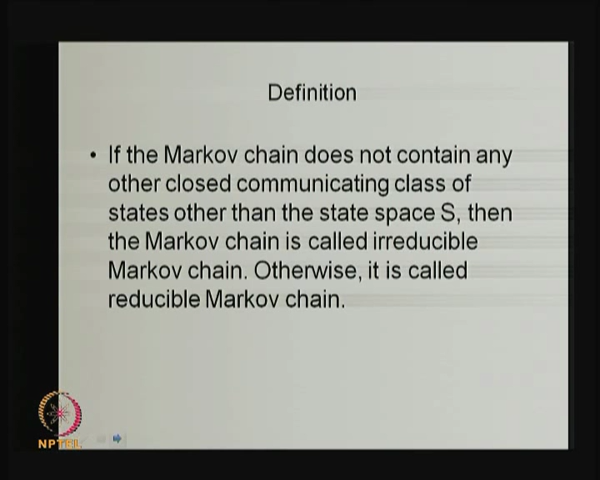 Definition
• If the Markov chain does not contain any
other closed communicating class of
states other than the state space S, then
the Markov chain is called irreducible
Markov chain. Otherwise, it is called
reducible Markov chain.
NPTEL